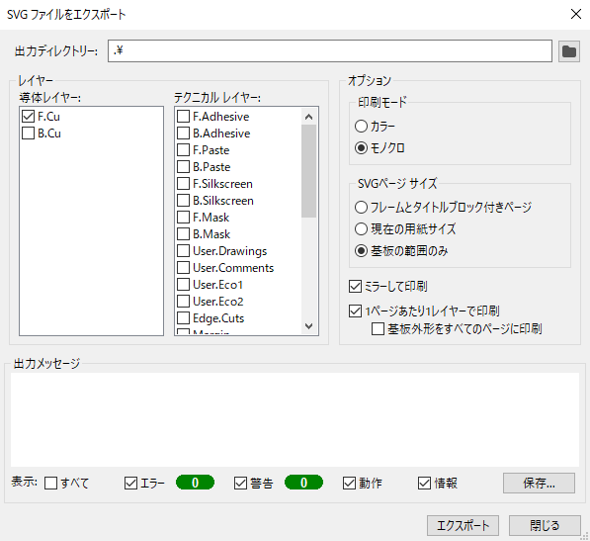 SVG ファイルをエクスポート
出力ディレクトリー: .¥
レイヤー
導体レイヤー:
F.Cu
B.Cu
テクニカル レイヤー:
F.Adhesive
B.Adhesive
F.Paste
B.Paste
F.Silkscreen
B.Silkscreen
F.Mask
B.Mask
User.Drawings
User.Comments
User.Eco1
User.Eco2
Edge.Cuts
オプション
印刷モード
カラー
モノクロ
SVGページ サイズ
フレームとタイトルブロック付きページ
現在の用紙サイズ
基板の範囲のみ
ミラーして印刷
1ページあたり1レイヤーで印刷
基板外形をすべてのページに印刷
出力メッセージ
表示: すべて エラー 0 警告 0 動作 情報 保存...
エクスポート 閉じる